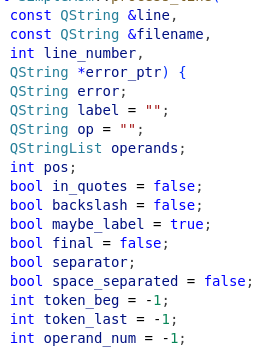 const QString &line,
const QString &filename,
int line_number,
QString *error_ptr) {
QString error;
QString label = "";
QString op = "";
QStringList operands;
int pos;
bool in_quotes = false;
bool backslash = false;
bool maybe_label = true;
bool final = false;
bool separator;
bool space_separated = false;
int token_beg = -1;
int token_last = -1;
int operand_num = -1;